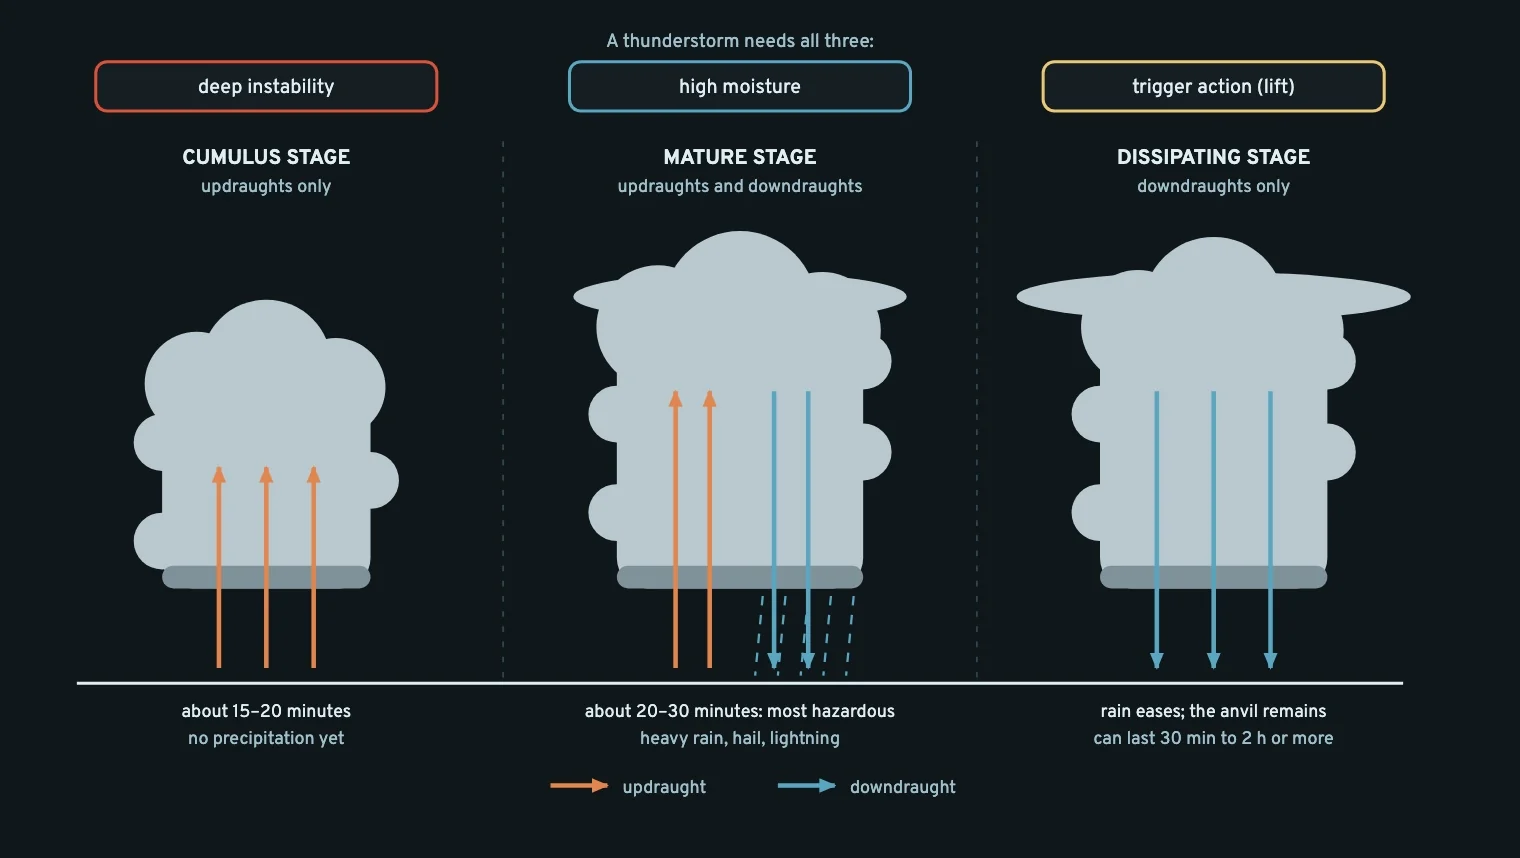 A thunderstorm needs all three:
deep instability
high moisture
trigger action (lift)
CUMULUS STAGE
updraughts only
MATURE STAGE
updraughts and downdraughts
DISSIPATING STAGE
downdraughts only
about 15–20 minutes
no precipitation yet
about 20–30 minutes: most hazardous
heavy rain, hail, lightning
rain eases; the anvil remains
can last 30 min to 2 h or more
updraught
downdraught